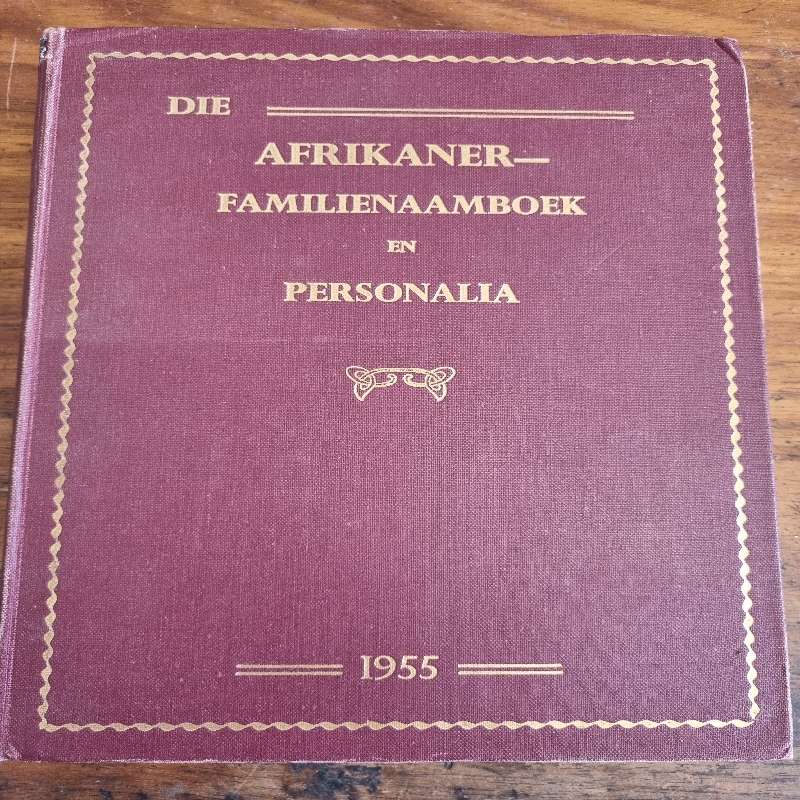 DIE
AFRIKANER—
FAMILIENAAMBOEK
EN
PERSONALIA
1955